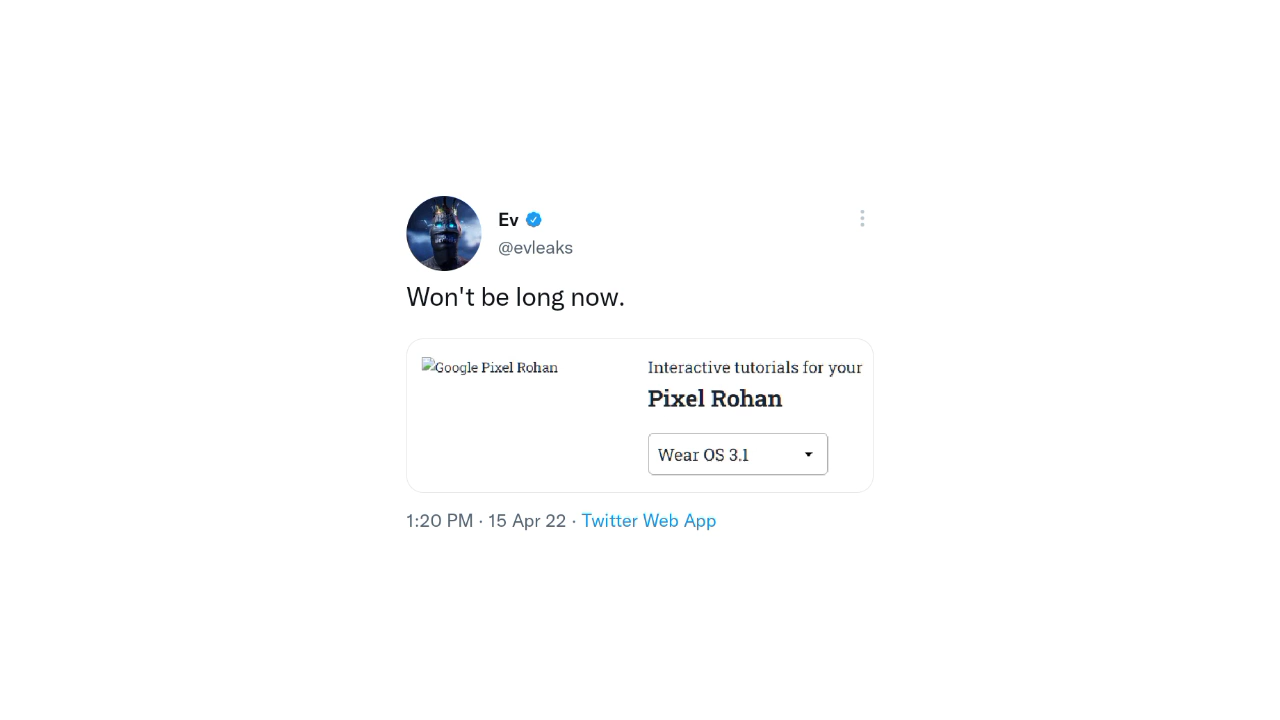 Ev
@evleaks
Won't be long now.
Google Pixel Rohan
Interactive tutorials for your
Pixel Rohan
Wear OS 3.1
1:20 PM · 15 Apr 22 · Twitter Web App